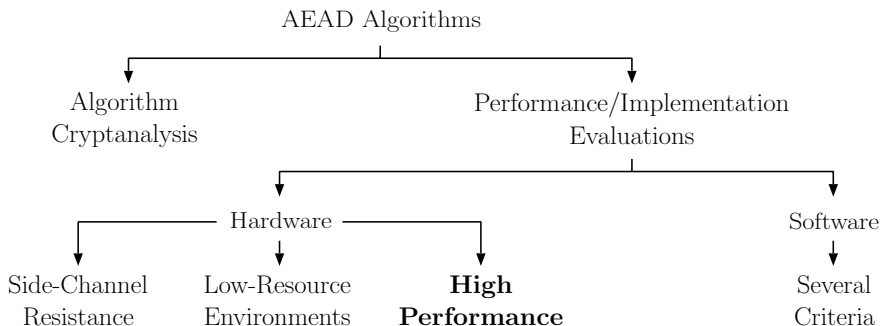 AEAD Algorithms
Algorithm
Cryptanalysis
Performance/Implementation
Evaluations
Hardware
Software
Side-Channel
Resistance
Low-Resource
Environments
High
Performance
Several
Criteria